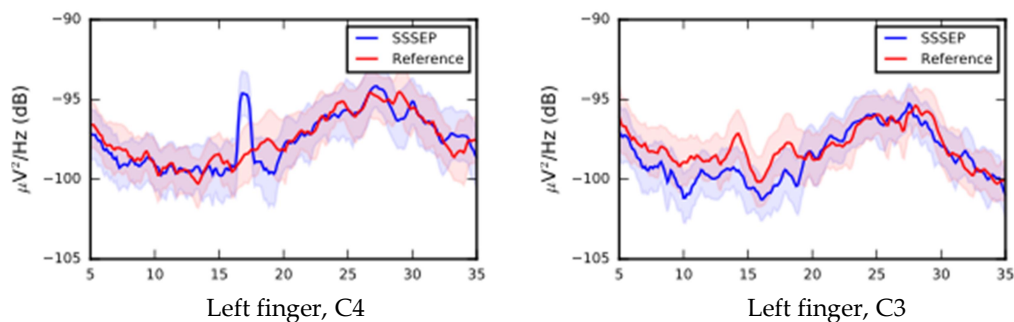 −90
−95
−100
−105
μV²/Hz (dB)
SSSEP
Reference
5 10 15 20 25 30 35
Left finger, C4
−90
−95
−100
−105
μV²/Hz (dB)
SSSEP
Reference
5 10 15 20 25 30 35
Left finger, C3